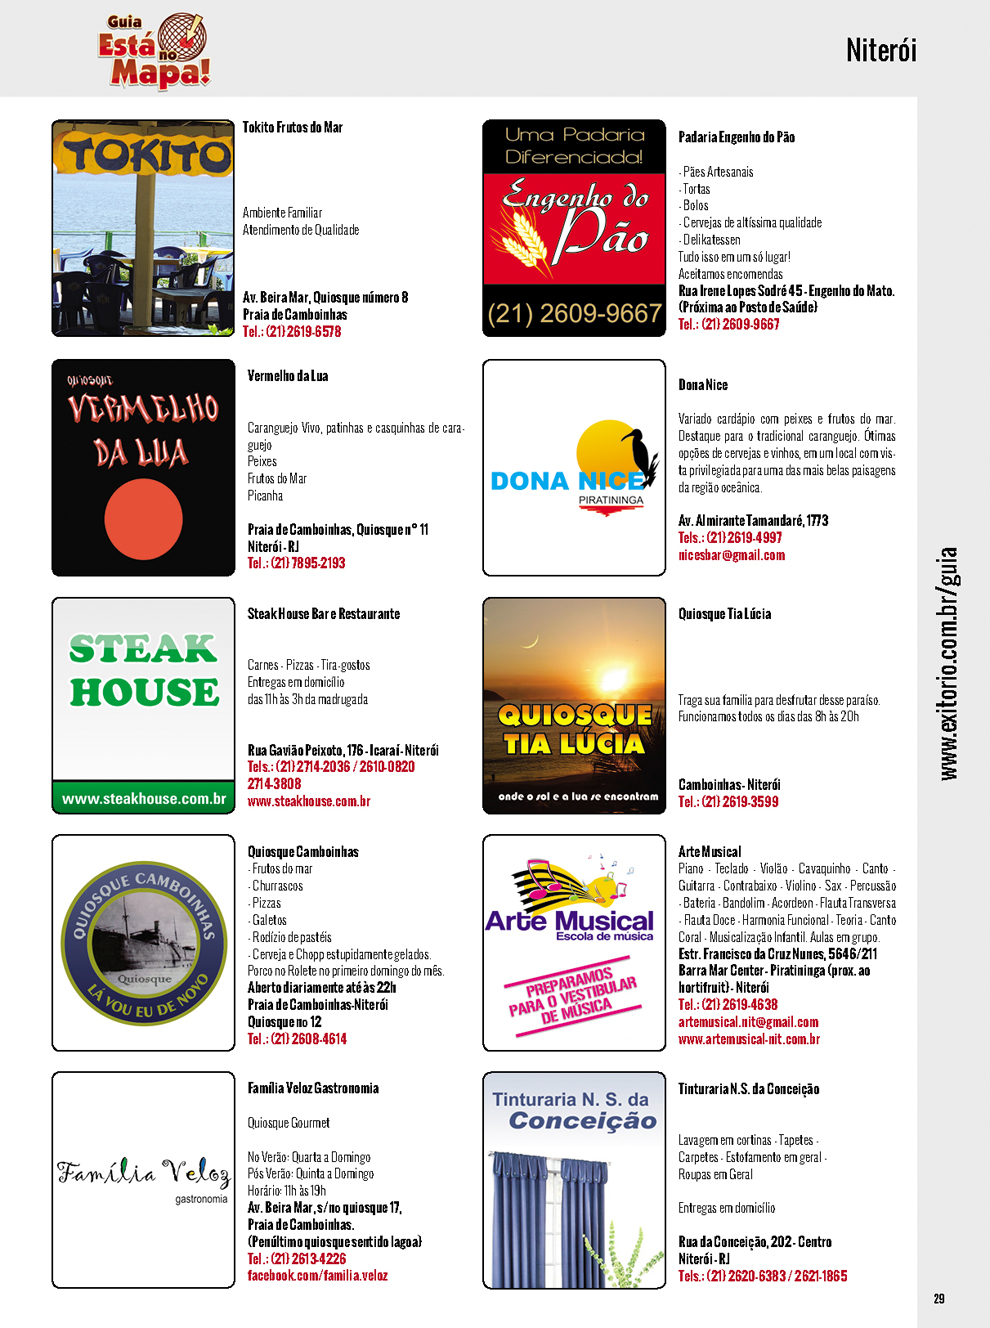 Guia
Está
no
Mapa!
Niterói
TOKITO
Tokito Frutos do Mar
Ambiente Familiar
Atendimento de Qualidade
Av. Beira Mar, Quiosque número 8
Praia de Camboinhas
Tel.: (21) 2619-6578
Uma Padaria
Diferenciada!
Engenho do
Pão
(21) 2609-9667
Padaria Engenho do Pão
- Pães Artesanais
- Tortas
- Bolos
- Cervejas de altíssima qualidade
- Delikatessen
Tudo isso em um só lugar!
Aceitamos encomendas
Rua Irene Lopes Sodré 45 - Engenho do Mato.
(Próxima ao Posto de Saúde)
Tel.: (21) 2609-9667
QUIOSQUE
VERMELHO
DA LUA
Vermelho da Lua
Caranguejo Vivo, patinhas e casquinhas de cara-
guejo
Peixes
Frutos do Mar
Picanha
Praia de Camboinhas, Quiosque n° 11
Niterói - RJ
Tel.: (21) 7895-2193
DONA NICE
PIRATININGA
Dona Nice
Variado cardápio com peixes e frutos do mar.
Destaque para o tradicional caranguejo. Ótimas
opções de cervejas e vinhos, em um local com vis-
ta privilegiada para uma das mais belas paisagens
da região oceânica.
Av. Almirante Tamandaré, 1773
Tels.: (21) 2619-4997
nicesbar@gmail.com
STEAK
HOUSE
www.steakhouse.com.br
Steak House Bar e Restaurante
Carnes - Pizzas - Tira-gostos
Entregas em domicílio
das 11h às 3h da madrugada
Rua Gavião Peixoto, 176 - Icaraí- Niterói
Tels.: (21) 2714-2036 / 2610-0820
2714-3808
www.steakhouse.com.br
QUIOSQUE
TIA LÚCIA
onde o sol e a lua se encontram
Quiosque Tia Lúcia
Traga sua família para desfrutar desse paraíso.
Funcionamos todos os dias das 8h às 20h
Camboinhas- Niterói
Tel.: (21) 2619-3599
QUIOSQUE CAMBOINHAS
Quiosque
LÁ VOU EU DE NOVO
Quiosque Camboinhas
- Frutos do mar
- Churrascos
- Pizzas
- Galetos
- Rodízio de pastéis
- Cerveja e Chopp estupidamente gelados.
Porco no Rolete no primeiro domingo do mês.
Aberto diariamente até às 22h
Praia de Camboinhas-Niterói
Quiosque no 12
Tel.: (21) 2608-4614
Arte Musical
Escola de música
PREPARAMOS
PARA O VESTIBULAR
DE MÚSICA
Arte Musical
Piano - Teclado - Violão - Cavaquinho - Canto -
Guitarra - Contrabaixo - Violino - Sax - Percussão
- Bateria - Bandolim - Acordeon - Flauta Transversa
- Flauta Doce - Harmonia Funcional - Teoria - Canto
Coral - Musicalização Infantil. Aulas em grupo.
Estr. Francisco da Cruz Nunes, 5646/211
Barra Mar Center- Piratininga (prox. ao
hortifruit) - Niterói
Tel.: (21) 2619-4638
artemusical.nit@gmail.com
www.artemusical-nit.com.br
Família Veloz
gastronomia
Família Veloz Gastronomia
Quiosque Gourmet
No Verão: Quarta a Domingo
Pós Verão: Quinta a Domingo
Horário: 11h às 19h
Av. Beira Mar, s/no quiosque 17,
Praia de Camboinhas.
(Penúltimo quiosque sentido lagoa)
Tel.: (21) 2613-4226
facebook.com/familia.veloz
Tinturaria N. S. da
Conceição
Tinturaria N.S. da Conceição
Lavagem em cortinas - Tapetes -
Carpetes - Estofamento em geral -
Roupas em Geral
Entregas em domicílio
Rua da Conceição, 202 - Centro
Niterói - RJ
Tels.: (21) 2620-6383 / 2621-1865
www.exitorio.com.br/guia
29